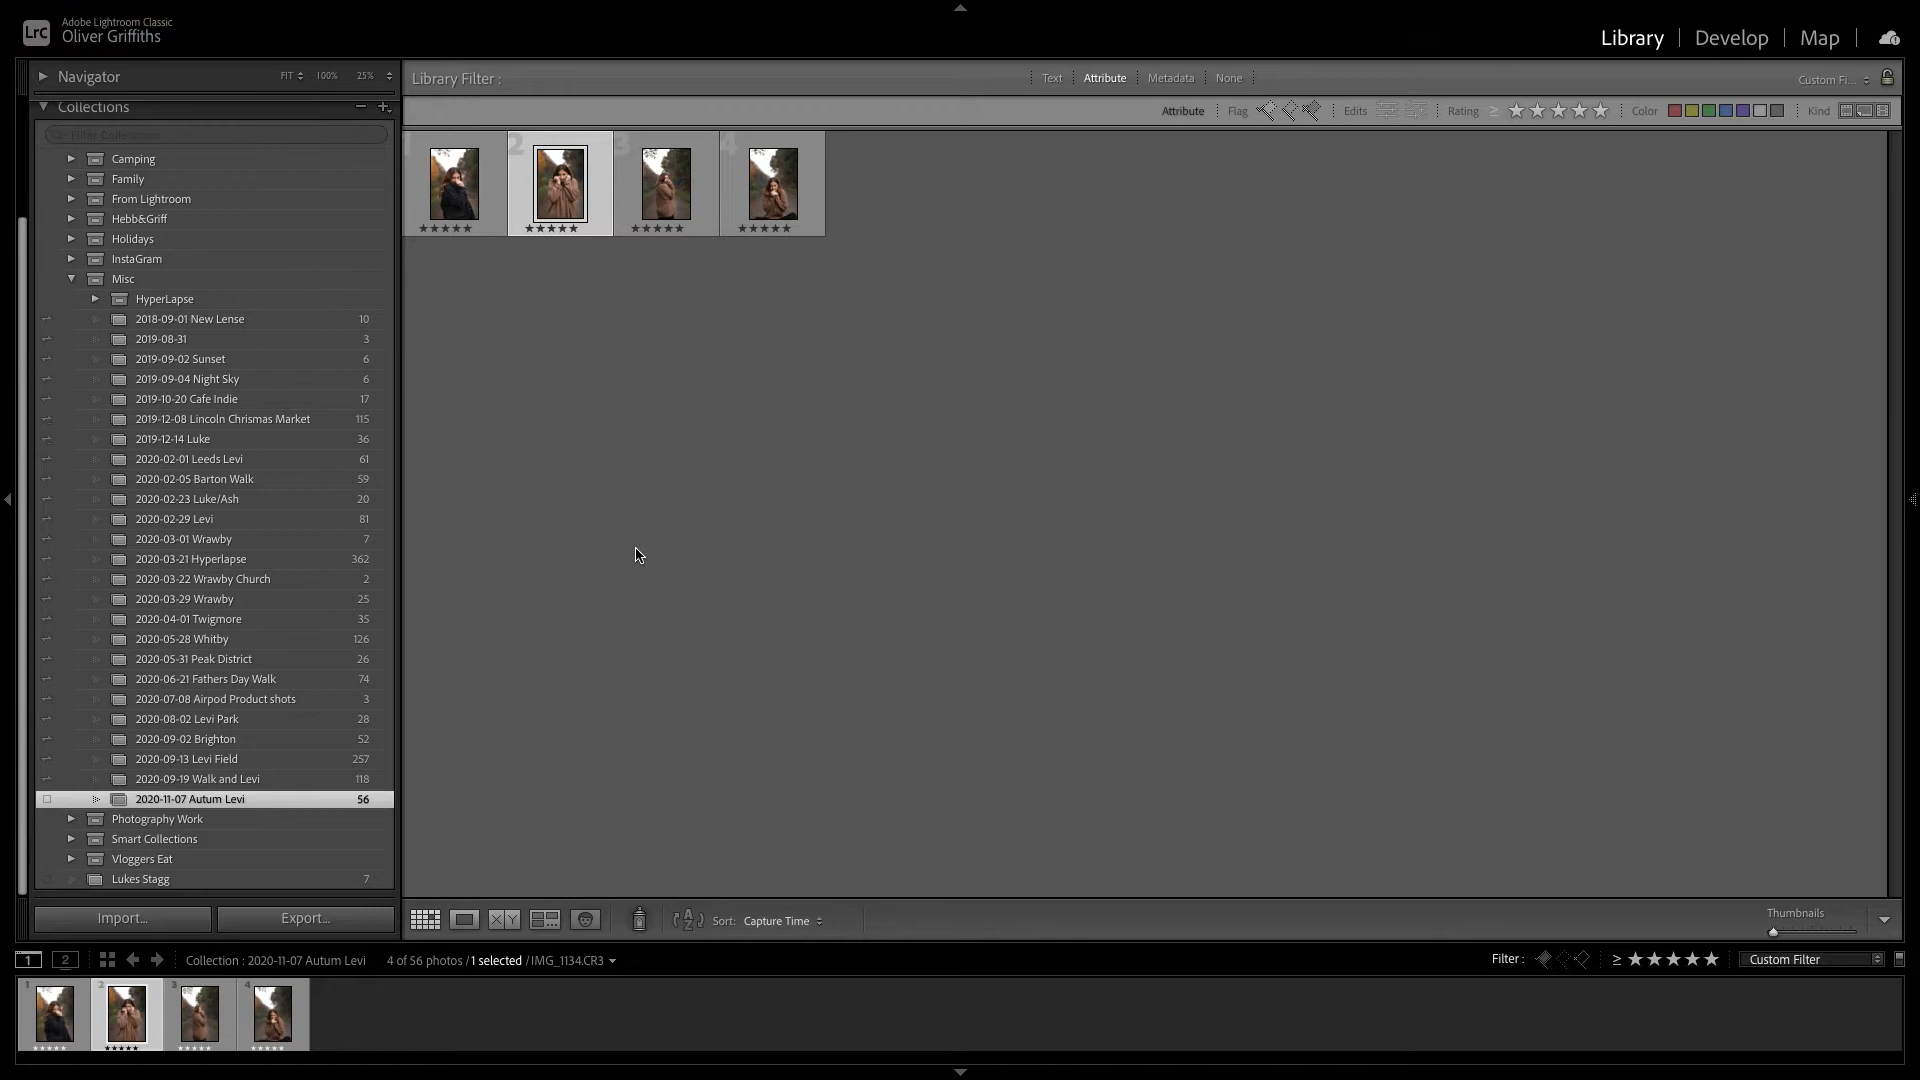 Lrc
Adobe Lightroom Classic
Oliver Griffiths
Library
Develop
Map
Navigator
FIT
100%
25%
Library Filter :
Text
Attribute
Metadata
None
Custom Fi...
Collections
Attribute
Flag
Edits
Rating
Color
Kind
Filter Collections
Camping
Family
From Lightroom
Hebb&Griff
Holidays
InstaGram
Misc
HyperLapse
2018-09-01 New Lense 10
2019-08-31 3
2019-09-02 Sunset 6
2019-09-04 Night Sky 6
2019-10-20 Cafe Indie 17
2019-12-08 Lincoln Chrismas Market 115
2019-12-14 Luke 36
2020-02-01 Leeds Levi 61
2020-02-05 Barton Walk 59
2020-02-23 Luke/Ash 20
2020-02-29 Levi 81
2020-03-01 Wrawby 7
2020-03-21 Hyperlapse 362
2020-03-22 Wrawby Church 2
2020-03-29 Wrawby 25
2020-04-01 Twigmore 35
2020-05-28 Whitby 126
2020-05-31 Peak District 26
2020-06-21 Fathers Day Walk 74
2020-07-08 Airpod Product shots 3
2020-08-02 Levi Park 28
2020-09-02 Brighton 52
2020-09-13 Levi Field 257
2020-09-19 Walk and Levi 118
2020-11-07 Autum Levi 56
Photography Work
Smart Collections
Vloggers Eat
Lukes Stagg 7
1
2
3
4
Import...
Export...
X Y
Sort: Capture Time
Thumbnails
1
2
Collection : 2020-11-07 Autum Levi
4 of 56 photos / 1 selected / IMG_1134.CR3
Filter :
≥
Custom Filter
1
2
3
4